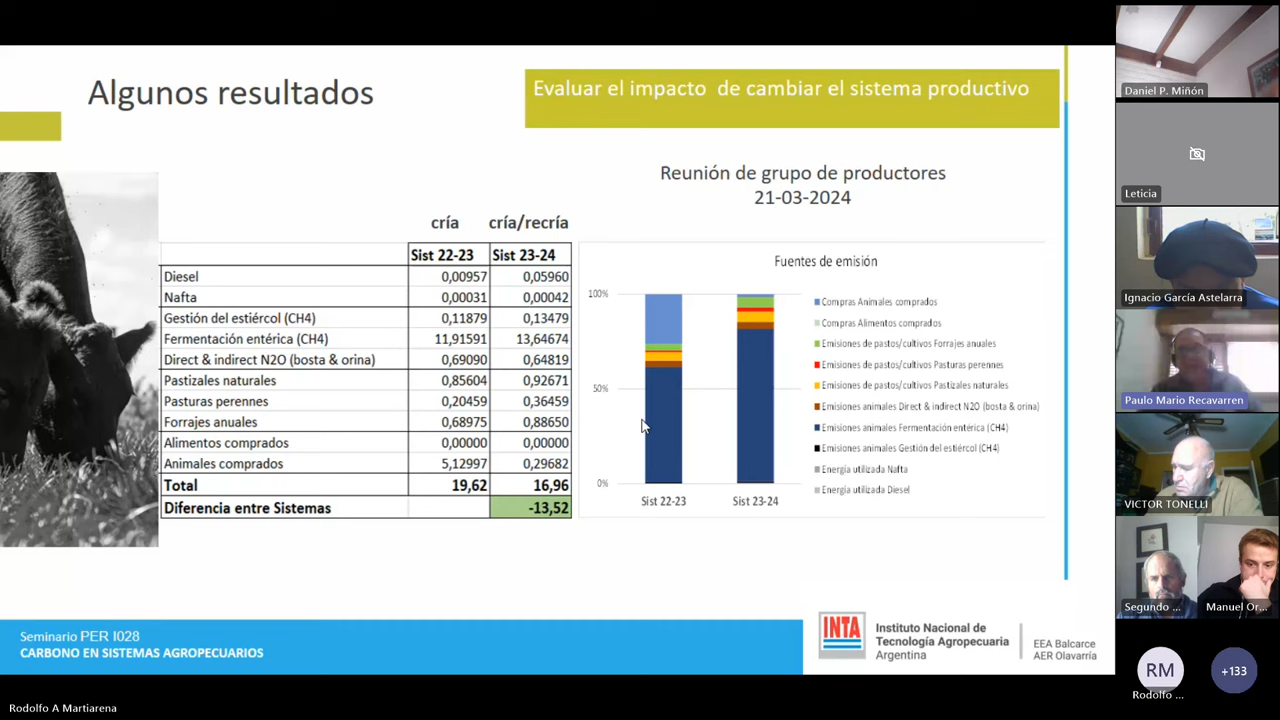 Algunos resultados
Evaluar el impacto de cambiar el sistema productivo
Reunión de grupo de productores
21-03-2024
cría cría/recría
Sist 22-23 Sist 23-24
Diesel 0,00957 0,05960
Nafta 0,00031 0,00042
Gestión del estiércol (CH4) 0,11879 0,13479
Fermentación entérica (CH4) 11,91591 13,64674
Direct & indirect N2O (bosta & orina) 0,69090 0,64819
Pastizales naturales 0,85604 0,92671
Pasturas perennes 0,20459 0,36459
Forrajes anuales 0,68975 0,88650
Alimentos comprados 0,00000 0,00000
Animales comprados 5,12997 0,29682
Total 19,62 16,96
Diferencia entre Sistemas -13,52
Fuentes de emisión
100%
50%
0%
Sist 22-23 Sist 23-24
Compras Animales comprados
Compras Alimentos comprados
Emisiones de pastos/cultivos Forrajes anuales
Emisiones de pastos/cultivos Pasturas perennes
Emisiones de pastos/cultivos Pastizales naturales
Emisiones animales Direct & indirect N2O (bosta & orina)
Emisiones animales Fermentación entérica (CH4)
Emisiones animales Gestión del estiércol (CH4)
Energía utilizada Nafta
Energía utilizada Diesel
Seminario PER I028
CARBONO EN SISTEMAS AGROPECUARIOS
INTA
Instituto Nacional de
Tecnología Agropecuaria
Argentina
EEA Balcarce
AER Olavarría
Rodolfo A Martiarena
Daniel P. Miñón
Leticia
Ignacio García Astelarra
Paulo Mario Recavarren
VICTOR TONELLI
Segundo ...
Manuel Or...
RM
Rodolfo ...
+133